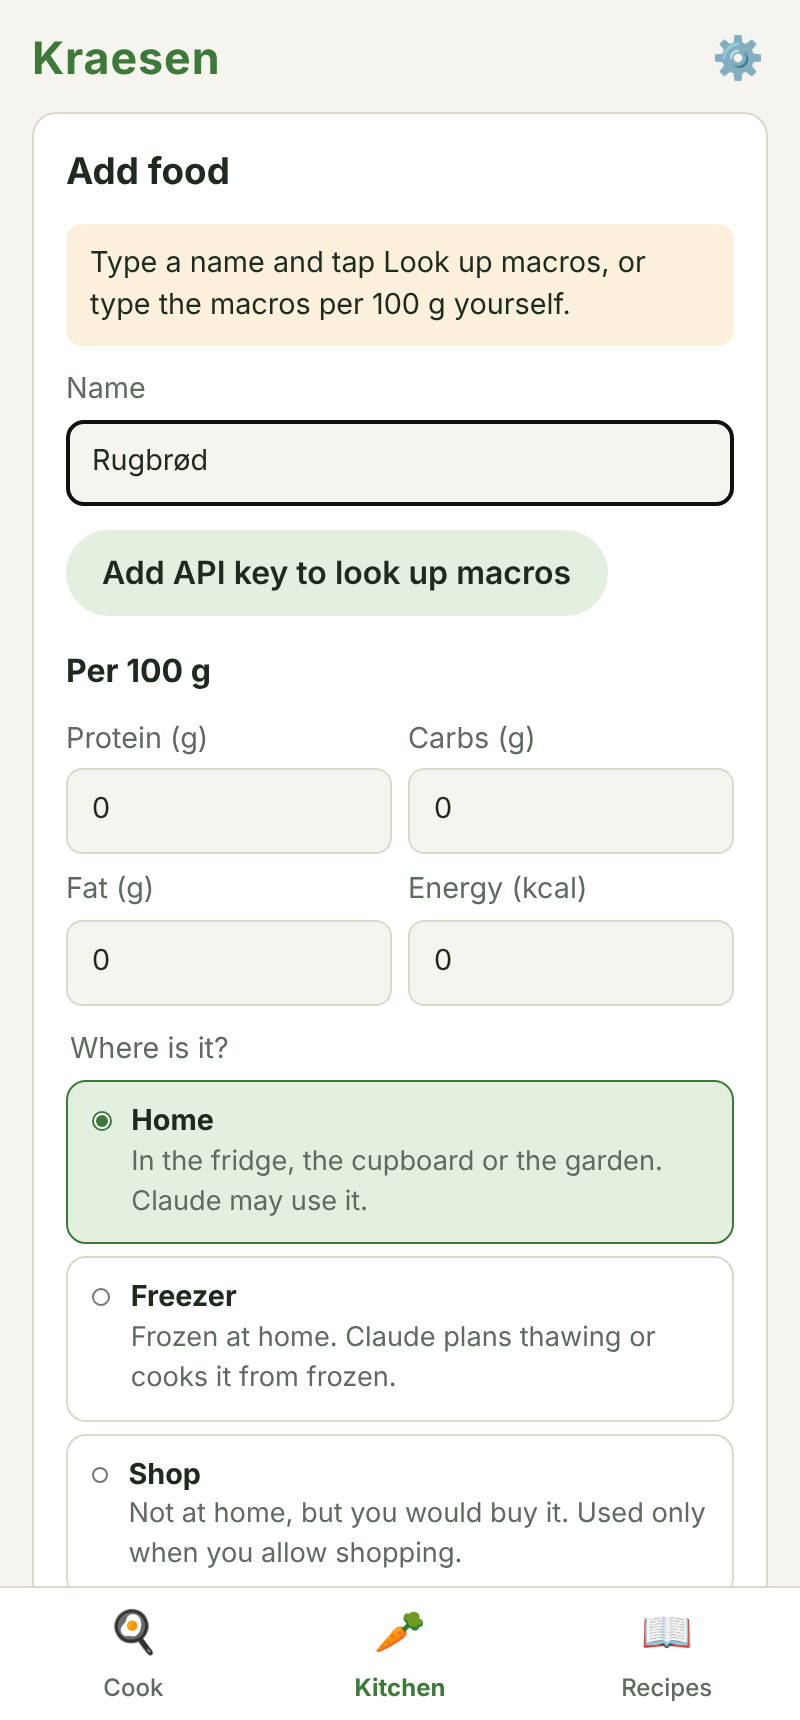 Kraesen
Add food
Type a name and tap Look up macros, or
type the macros per 100 g yourself.
Name
Rugbrød
Add API key to look up macros
Per 100 g
Protein (g)
Carbs (g)
0
0
Fat (g)
Energy (kcal)
0
0
Where is it?
Home
In the fridge, the cupboard or the garden.
Claude may use it.
Freezer
Frozen at home. Claude plans thawing or
cooks it from frozen.
Shop
Not at home, but you would buy it. Used only
when you allow shopping.
Cook
Kitchen
Recipes